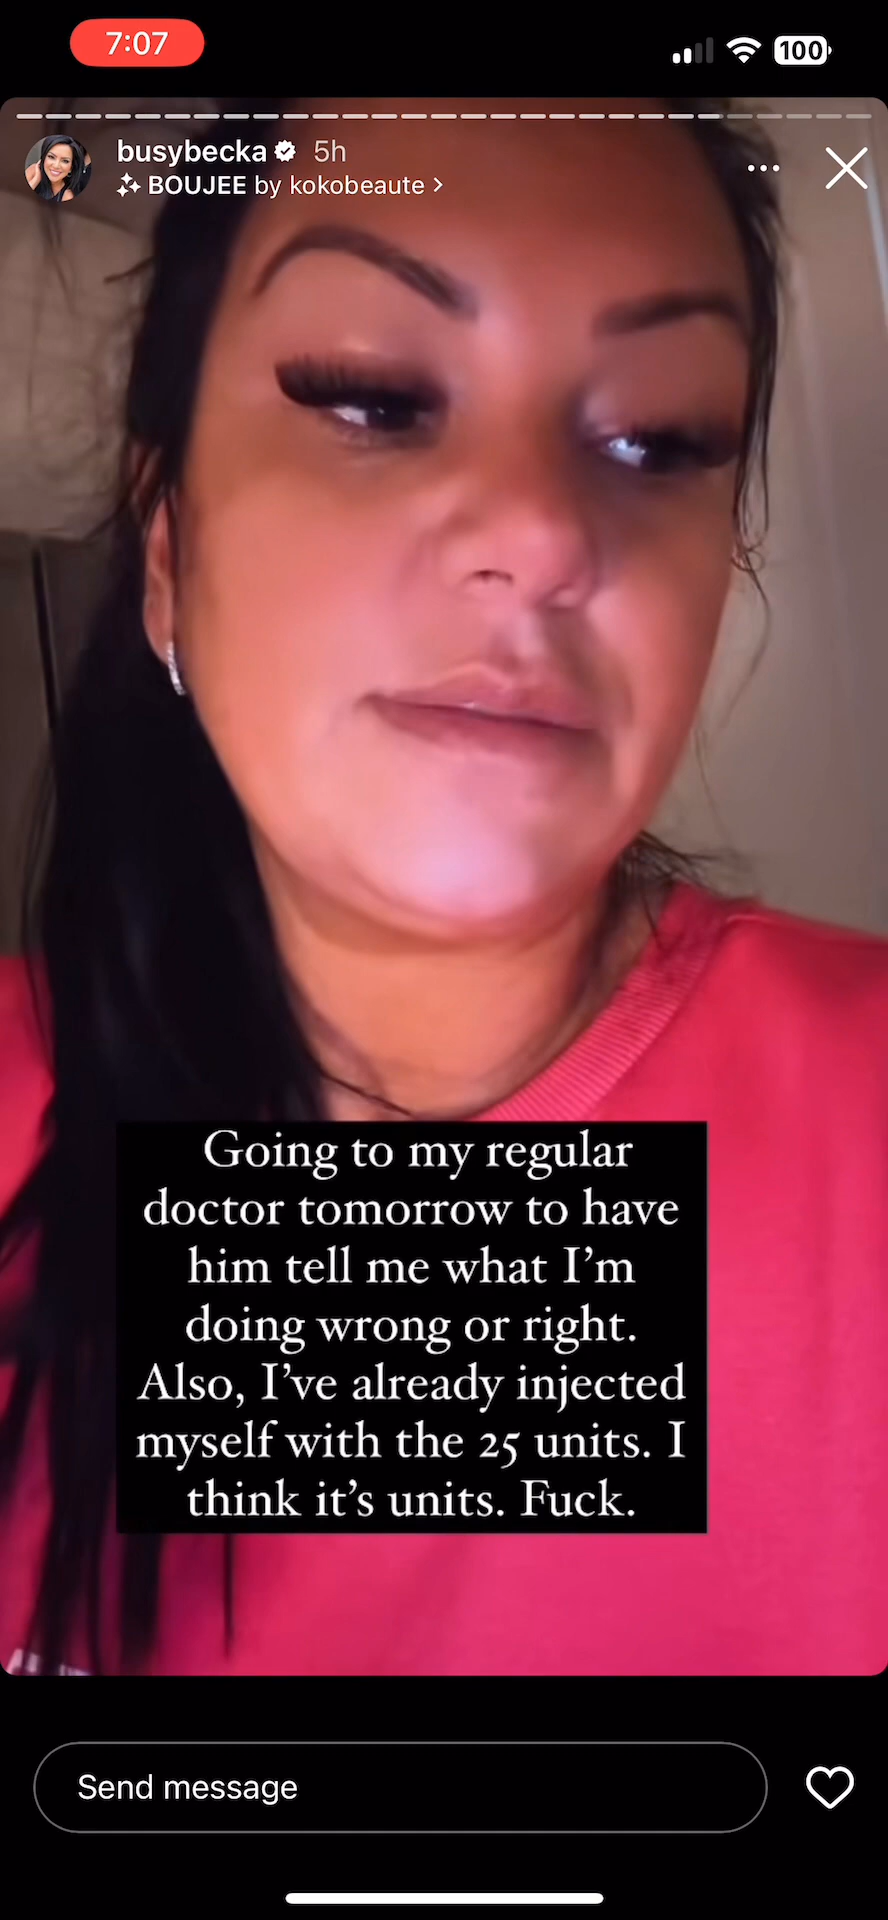 7:07
100
busybecka 5h
BOUJEE by kokobeaute >
Going to my regular
doctor tomorrow to have
him tell me what I’m
doing wrong or right.
Also, I’ve already injected
myself with the 25 units. I
think it’s units. Fuck.
Send message